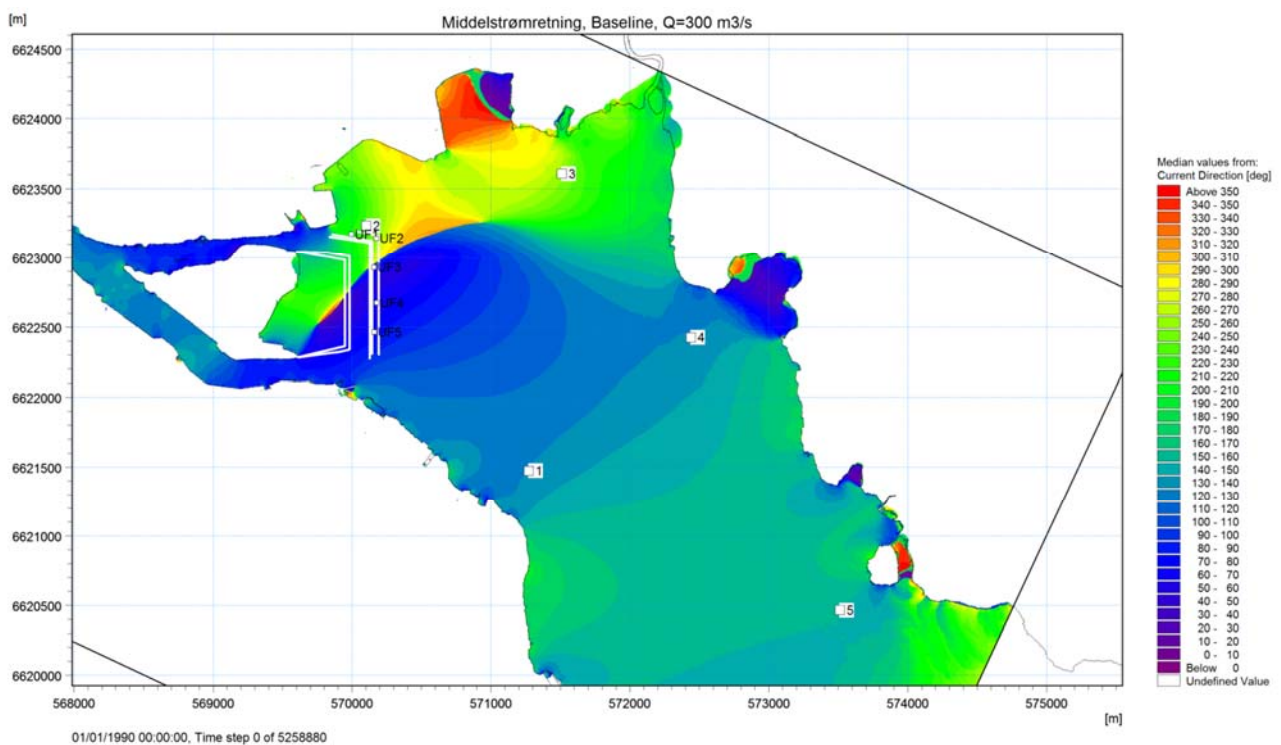 Middelstrømretning, Baseline, Q=300 m3/s
[m]
6624500
6624000
6623500
6623000
6622500
6622000
6621500
6621000
6620500
6620000
568000 569000 570000 571000 572000 573000 574000 575000
[m]
2
UF1
UF2
UF3
UF4
UF5
3
4
1
5
Median values from:
Current Direction [deg]
Above 350
340 - 350
330 - 340
320 - 330
310 - 320
300 - 310
290 - 300
280 - 290
270 - 280
260 - 270
250 - 260
240 - 250
230 - 240
220 - 230
210 - 220
200 - 210
190 - 200
180 - 190
170 - 180
160 - 170
150 - 160
140 - 150
130 - 140
120 - 130
110 - 120
100 - 110
90 - 100
80 - 90
70 - 80
60 - 70
50 - 60
40 - 50
30 - 40
20 - 30
10 - 20
0 - 10
Below 0
Undefined Value
01/01/1990 00:00:00, Time step 0 of 5258880